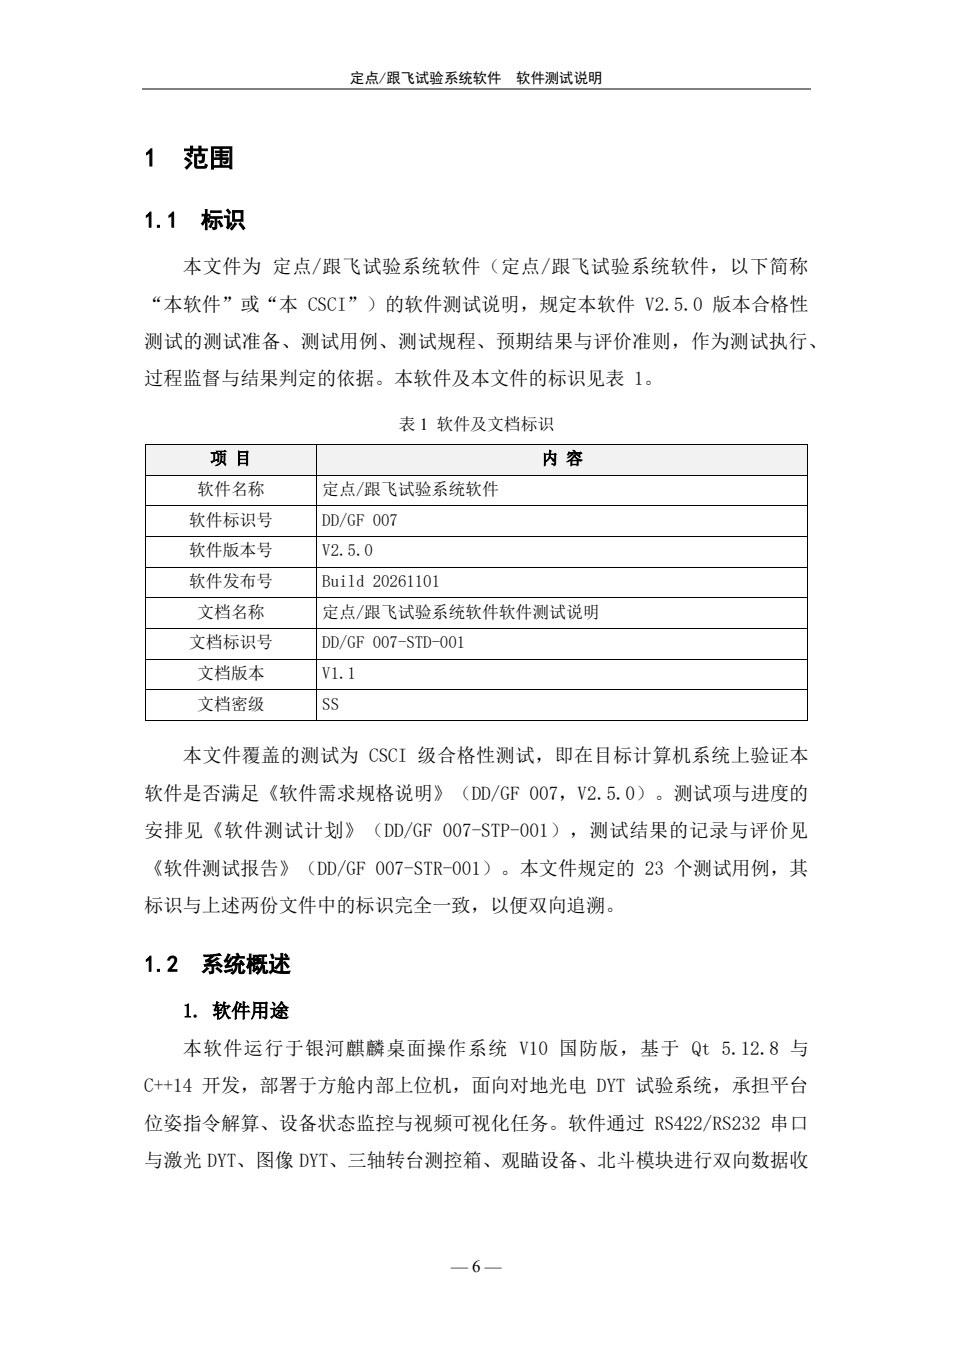 定点/跟飞试验系统软件 软件测试说明
1 范围
1.1 标识
本文件为 定点/跟飞试验系统软件（定点/跟飞试验系统软件，以下简称
“本软件”或“本 CSCI”）的软件测试说明，规定本软件 V2.5.0 版本合格性
测试的测试准备、测试用例、测试规程、预期结果与评价准则，作为测试执行、
过程监督与结果判定的依据。本软件及本文件的标识见表 1。
表 1 软件及文档标识
项 目 内 容
软件名称 定点/跟飞试验系统软件
软件标识号 DD/GF 007
软件版本号 V2.5.0
软件发布号 Build 20261101
文档名称 定点/跟飞试验系统软件软件测试说明
文档标识号 DD/GF 007-STD-001
文档版本 V1.1
文档密级 SS
本文件覆盖的测试为 CSCI 级合格性测试，即在目标计算机系统上验证本
软件是否满足《软件需求规格说明》（DD/GF 007，V2.5.0）。测试项与进度的
安排见《软件测试计划》（DD/GF 007-STP-001），测试结果的记录与评价见
《软件测试报告》（DD/GF 007-STR-001）。本文件规定的 23 个测试用例，其
标识与上述两份文件中的标识完全一致，以便双向追溯。
1.2 系统概述
1. 软件用途
本软件运行于银河麒麟桌面操作系统 V10 国防版，基于 Qt 5.12.8 与
C++14 开发，部署于方舱内部上位机，面向对地光电 DYT 试验系统，承担平台
位姿指令解算、设备状态监控与视频可视化任务。软件通过 RS422/RS232 串口
与激光 DYT、图像 DYT、三轴转台测控箱、观瞄设备、北斗模块进行双向数据收
— 6 —